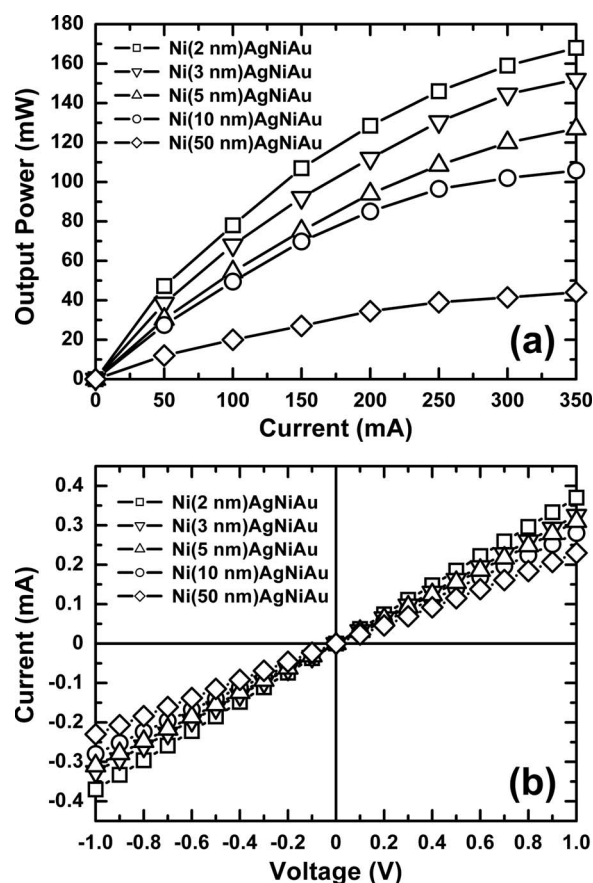 180
160
140
120
100
80
60
40
20
0
Output Power (mW)
Ni(2 nm)AgNiAu
Ni(3 nm)AgNiAu
Ni(5 nm)AgNiAu
Ni(10 nm)AgNiAu
Ni(50 nm)AgNiAu
(a)
0 50 100 150 200 250 300 350
Current (mA)
0.4
0.3
0.2
0.1
0
-0.1
-0.2
-0.3
-0.4
Current (mA)
Ni(2 nm)AgNiAu
Ni(3 nm)AgNiAu
Ni(5 nm)AgNiAu
Ni(10 nm)AgNiAu
Ni(50 nm)AgNiAu
(b)
-1.0 -0.8 -0.6 -0.4 -0.2 0 0.2 0.4 0.6 0.8 1.0
Voltage (V)